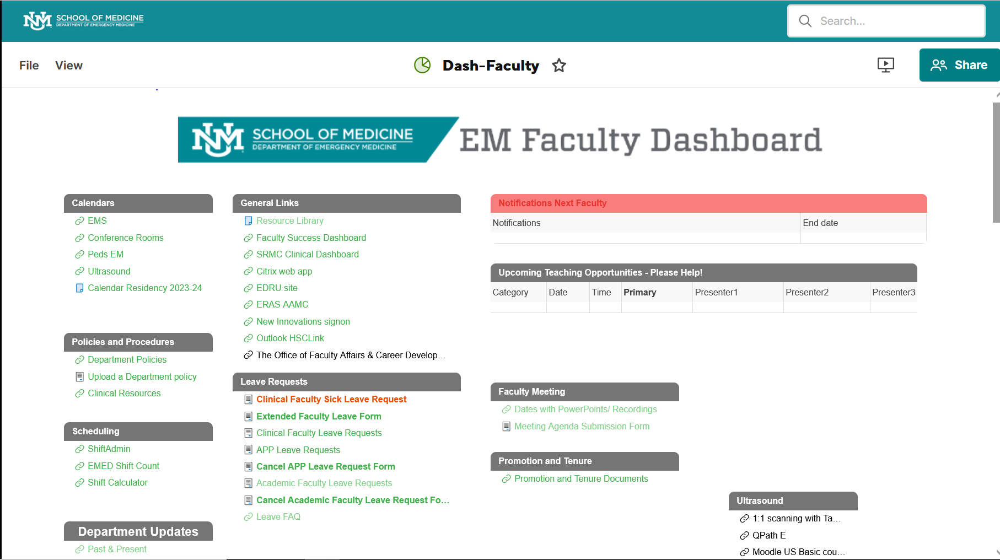 UNM SCHOOL OF MEDICINE
DEPARTMENT OF EMERGENCY MEDICINE
Search...
File View
Dash-Faculty
Share
UNM SCHOOL OF MEDICINE
DEPARTMENT OF EMERGENCY MEDICINE
EM Faculty Dashboard
Calendars
EMS
Conference Rooms
Peds EM
Ultrasound
Calendar Residency 2023-24
Policies and Procedures
Department Policies
Upload a Department policy
Clinical Resources
Scheduling
ShiftAdmin
EMED Shift Count
Shift Calculator
Department Updates
Past & Present
General Links
Resource Library
Faculty Success Dashboard
SRMC Clinical Dashboard
Citrix web app
EDRU site
ERAS AAMC
New Innovations signon
Outlook HSCLink
The Office of Faculty Affairs & Career Develop...
Leave Requests
Clinical Faculty Sick Leave Request
Extended Faculty Leave Form
Clinical Faculty Leave Requests
APP Leave Requests
Cancel APP Leave Request Form
Academic Faculty Leave Requests
Cancel Academic Faculty Leave Request Fo...
Leave FAQ
Notifications Next Faculty
Notifications End date
Upcoming Teaching Opportunities - Please Help!
Category Date Time Primary Presenter1 Presenter2 Presenter3
Faculty Meeting
Dates with PowerPoints/ Recordings
Meeting Agenda Submission Form
Promotion and Tenure
Promotion and Tenure Documents
Ultrasound
1:1 scanning with Ta...
QPath E
Moodle US Basic cou...